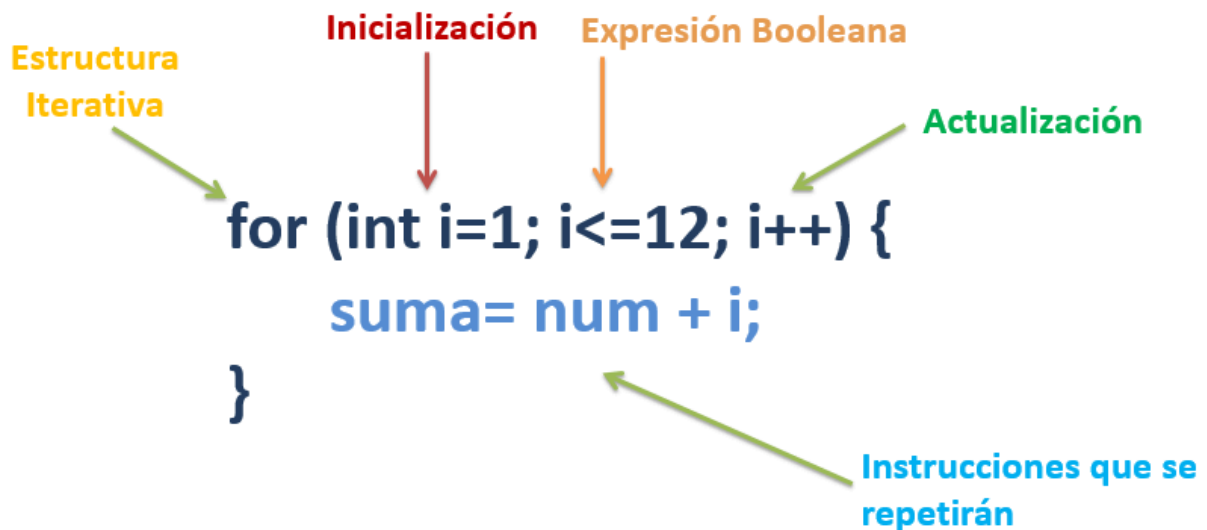 Inicialización
Expresión Booleana
Estructura
Iterativa
Actualización
for (int i=1; i<=12; i++) {
suma= num + i;
}
Instrucciones que se
repetirán